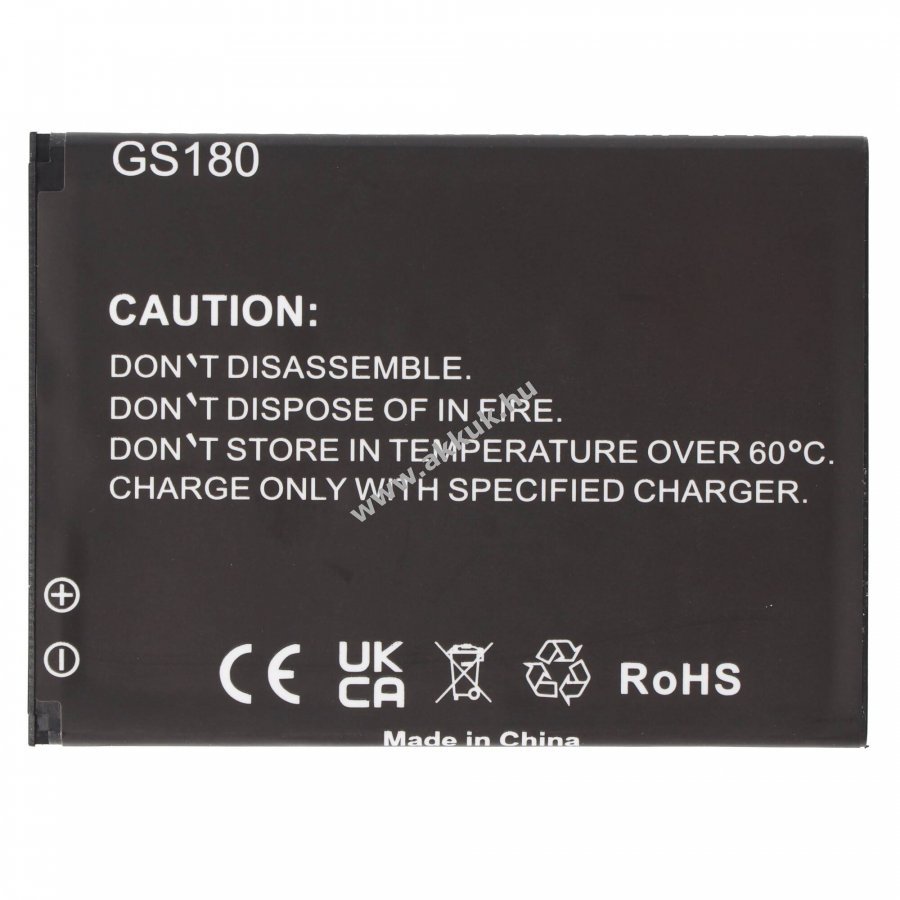 GS180
CAUTION:
DON‵T DISASSEMBLE.
DON‵T DISPOSE OF IN FIRE.
DON‵T STORE IN TEMPERATURE OVER 60°C.
CHARGE ONLY WITH SPECIFIED CHARGER.
www.akkuk.hu
+
−
CE
UK
CA
RoHS
Made in China